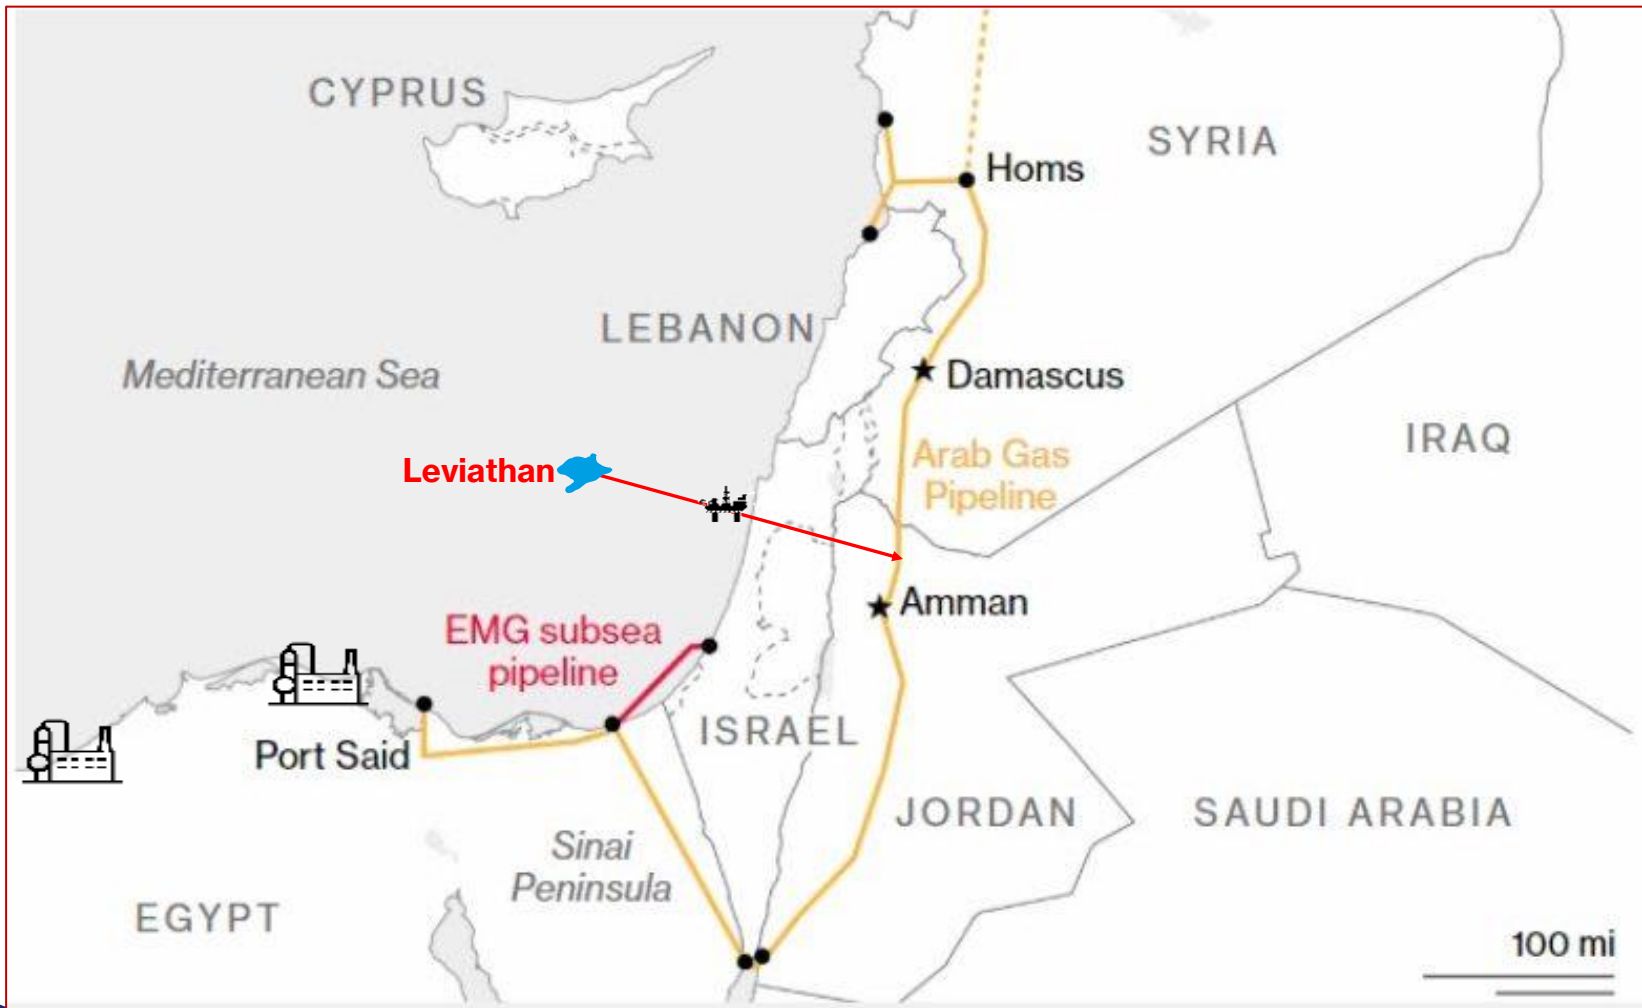 CYPRUS
SYRIA
Homs
LEBANON
Mediterranean Sea
Damascus
IRAQ
Arab Gas
Pipeline
Leviathan
Amman
EMG subsea
pipeline
ISRAEL
Port Said
JORDAN
SAUDI ARABIA
Sinai
Peninsula
EGYPT
100 mi